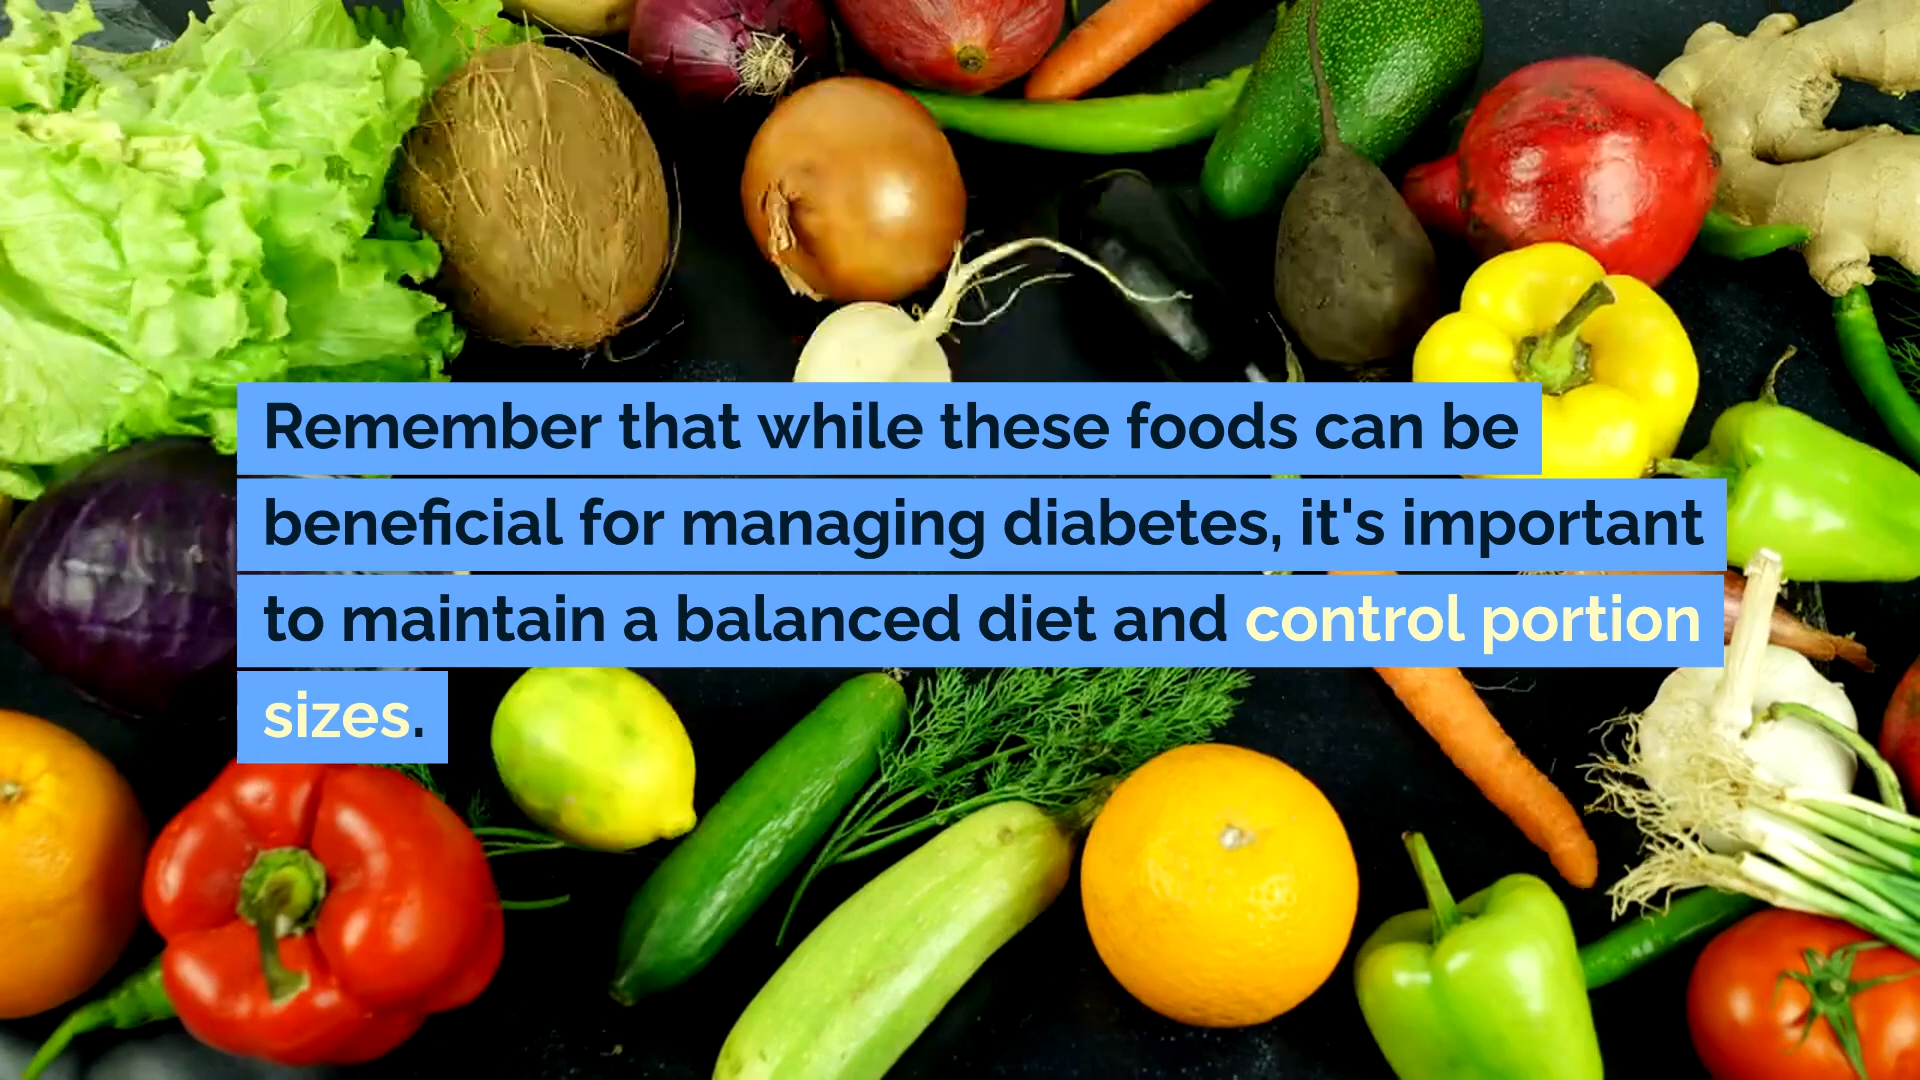 Remember that while these foods can be
beneficial for managing diabetes, it's important
to maintain a balanced diet and control portion
sizes.